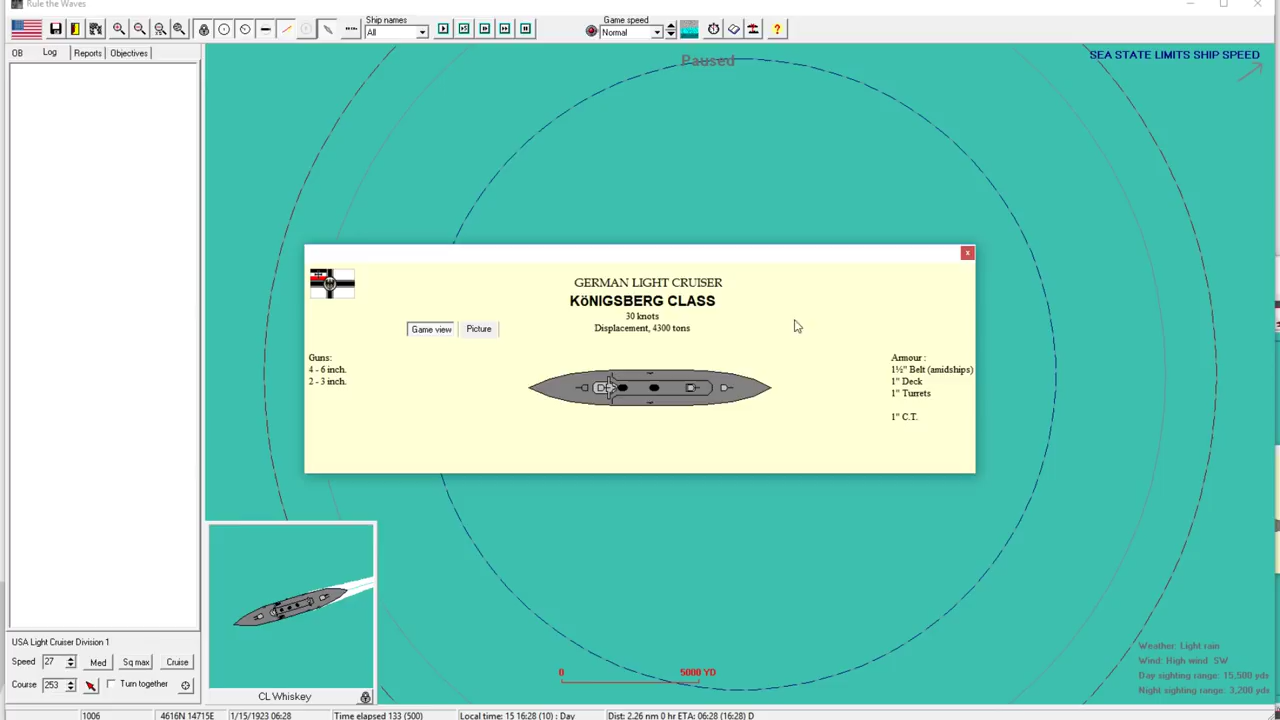 Rule the Waves
Ship names
All
Game speed
Normal
?
OB
Log
Reports
Objectives
Paused
SEA STATE LIMITS SHIP SPEED
x
GERMAN LIGHT CRUISER
KöNIGSBERG CLASS
30 knots
Displacement, 4300 tons
Game view
Picture
Guns:
4 - 6 inch.
2 - 3 inch.
Armour :
1½" Belt (amidships)
1" Deck
1" Turrets
1" C.T.
USA Light Cruiser Division 1
Speed 27 Med Sq max Cruise
Course 253 Turn together
CL Whiskey
0 5000 YD
Weather: Light rain
Wind: High wind SW
Day sighting range: 15,500 yds
Night sighting range: 3,200 yds
1006 4616N 14715E 1/15/1923 06:28 Time elapsed 133 (500) Local time: 15 16:28 (10) : Day Dist: 2.26 nm 0 hr ETA: 06:28 (16:28) D